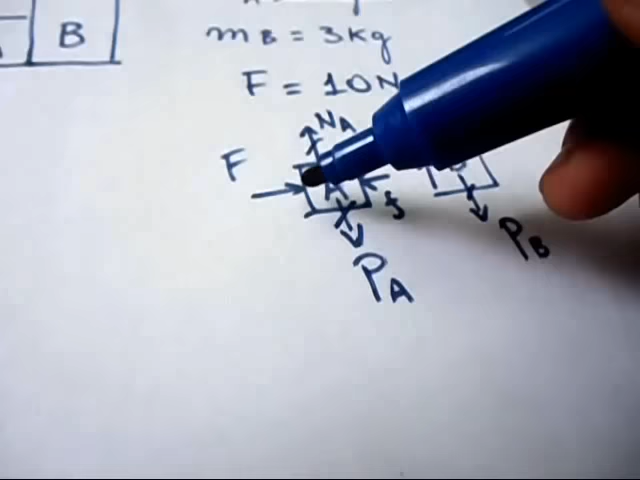 B
mB = 3kg
F = 10N
NA
F
A
f
PB
PA